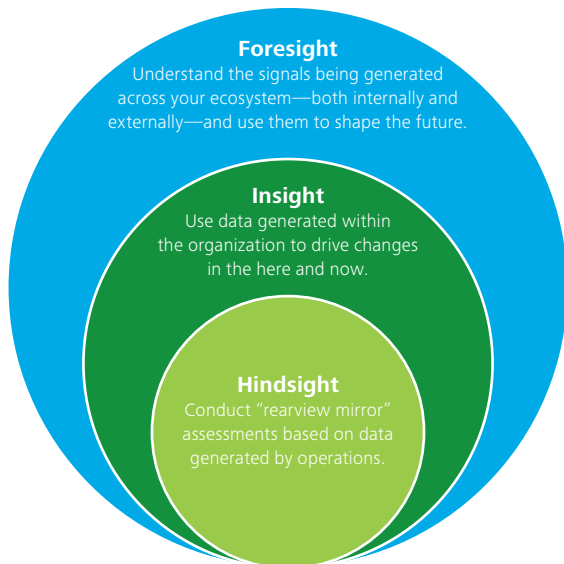 Foresight
Understand the signals being generated
across your ecosystem—both internally and
externally—and use them to shape the future.
Insight
Use data generated within
the organization to drive changes
in the here and now.
Hindsight
Conduct “rearview mirror”
assessments based on data
generated by operations.